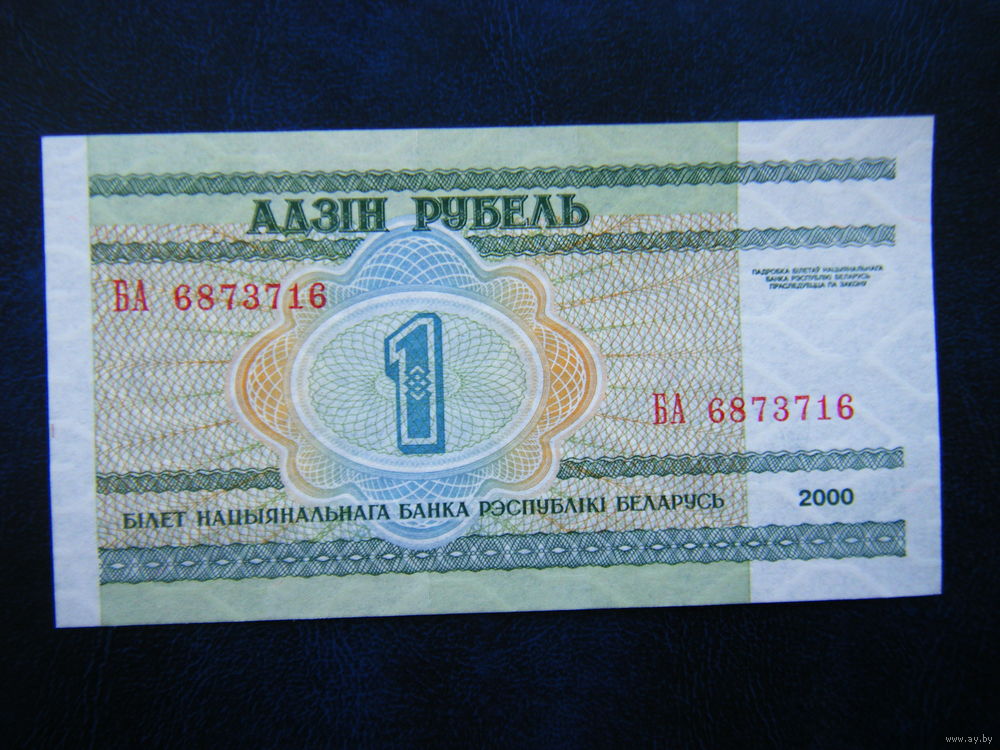 АДЗІН РУБЕЛЬ
ПАДРОБКА БІЛЕТАЎ НАЦЫЯНАЛЬНАГА
БАНКА РЭСПУБЛІКІ БЕЛАРУСЬ
ПРАСЛЕДУЕЦЦА ПА ЗАКОНУ
БА 6873716
1
БА 6873716
2000
БІЛЕТ НАЦЫЯНАЛЬНАГА БАНКА РЭСПУБЛІКІ БЕЛАРУСЬ
www.ay.by